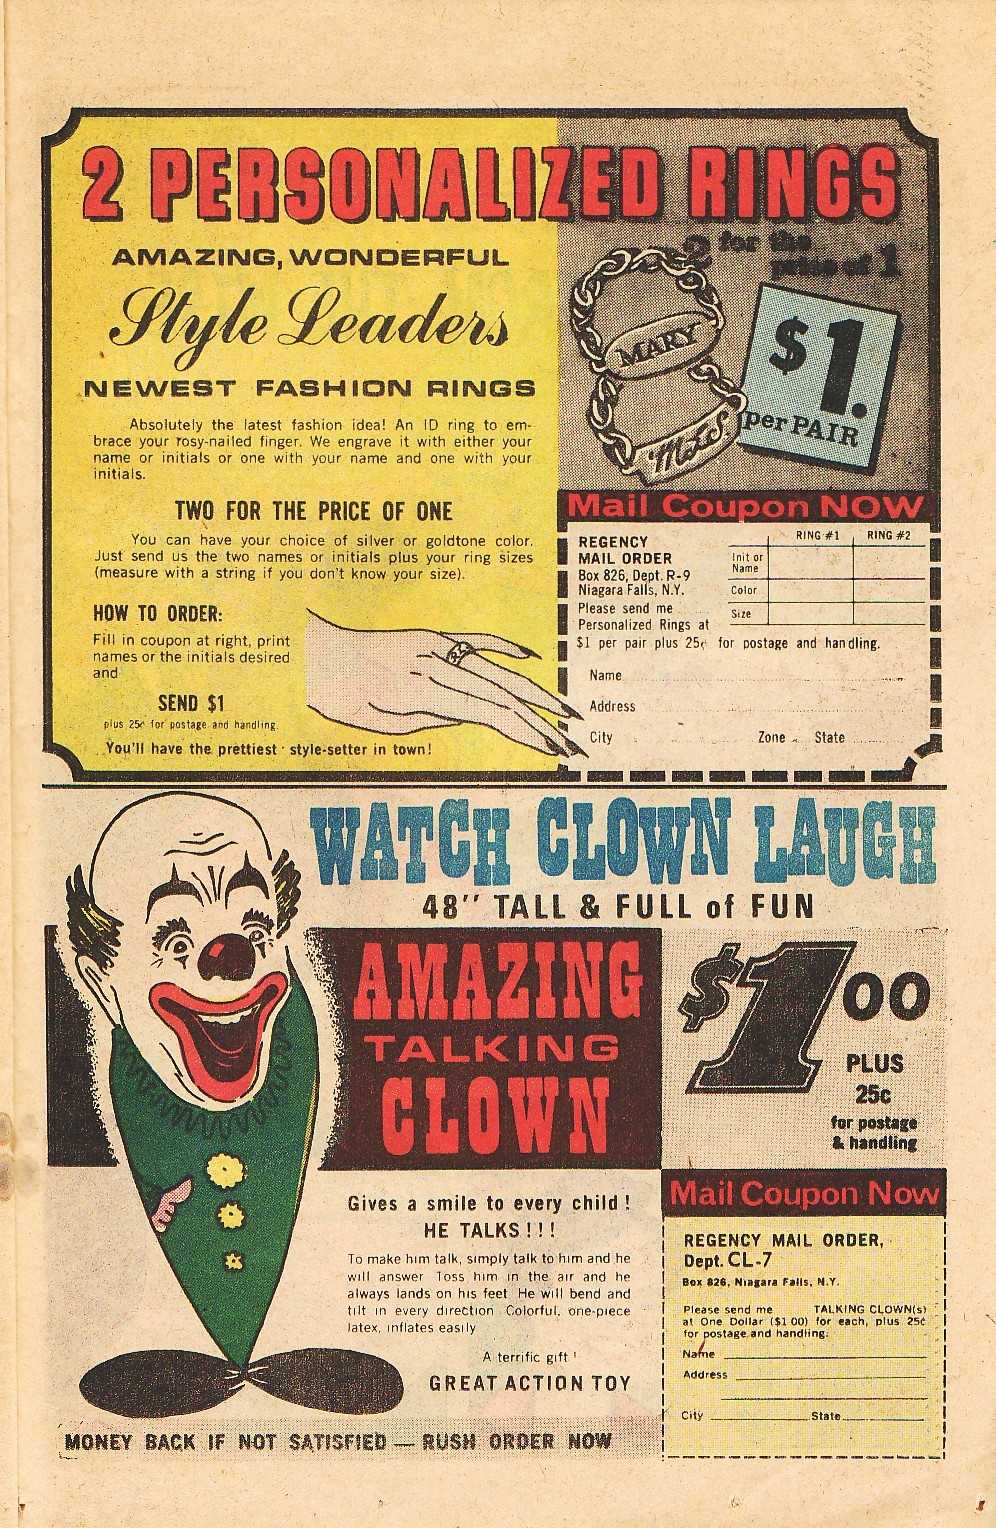 2 PERSONALIZED RINGS
AMAZING, WONDERFUL
Style Leaders
NEWEST FASHION RINGS
Absolutely the latest fashion idea! An ID ring to em-
brace your rosy-nailed finger. We engrave it with either your
name or initials or one with your name and one with your
initials.
TWO FOR THE PRICE OF ONE
You can have your choice of silver or goldtone color.
Just send us the two names or initials plus your ring sizes
(measure with a string if you don't know your size).
HOW TO ORDER:
Fill in coupon at right, print
names or the initials desired
and
SEND $1
plus 25¢ for postage and handling.
You'll have the prettiest style-setter in town!
2 for the
price of 1
MARY
$1.
per PAIR
Mail Coupon NOW
REGENCY
MAIL ORDER
Box 826, Dept. R-9
Niagara Falls, N.Y.
Please send me
Personalized Rings at
$1 per pair plus 25¢ for postage and handling.
RING #1 RING #2
Init or
Name
Color
Size
Name
Address
City Zone State
WATCH CLOWN LAUGH
48" TALL & FULL of FUN
AMAZING
TALKING
CLOWN
$1 00
PLUS
25c
for postage
& handling
Gives a smile to every child!
HE TALKS!!!
To make him talk, simply talk to him and he
will answer Toss him in the air and he
always lands on his feet He will bend and
tilt in every direction Colorful, one-piece
latex, inflates easily
A terrific gift!
GREAT ACTION TOY
MONEY BACK IF NOT SATISFIED — RUSH ORDER NOW
Mail Coupon Now
REGENCY MAIL ORDER,
Dept. CL-7
Box 826, Niagara Falls, N.Y.
Please send me TALKING CLOWN(s)
at One Dollar ($1 00) for each, plus 25¢
for postage and handling.
Name
Address
City State